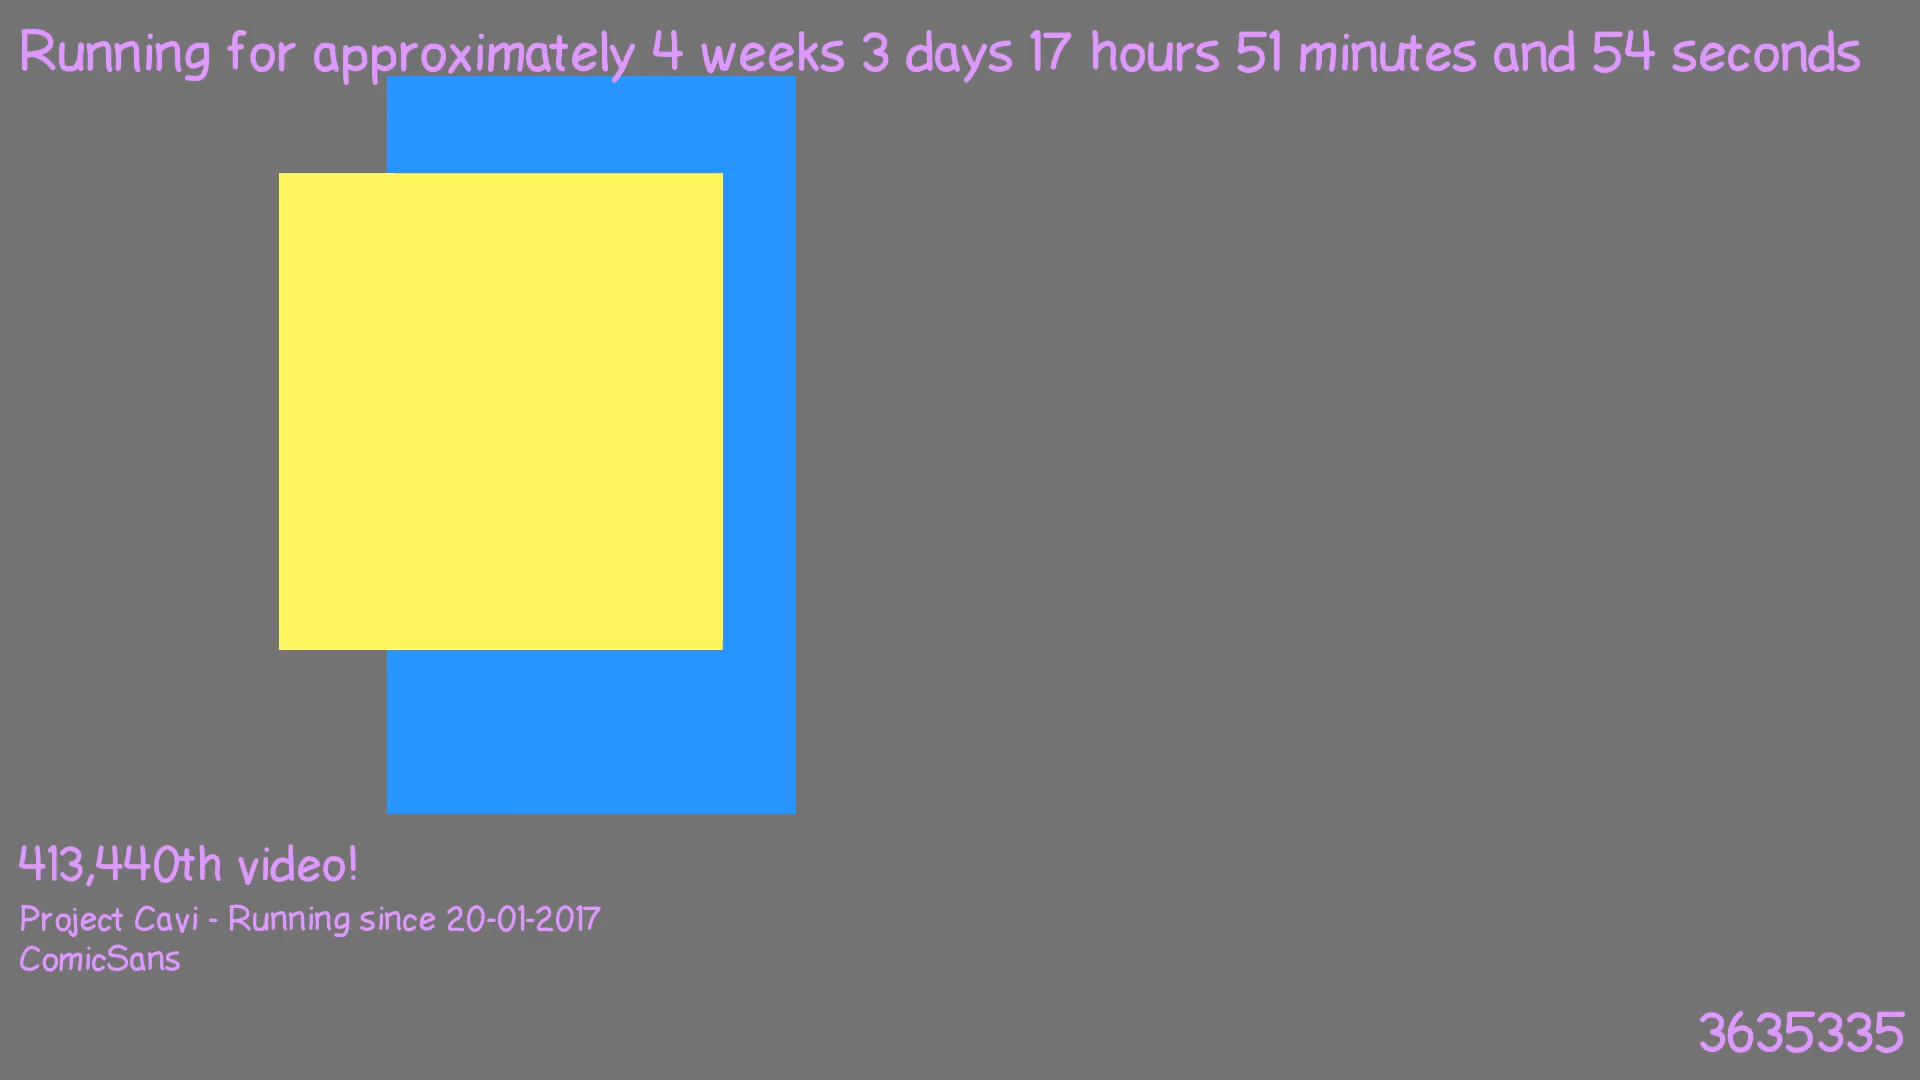 Running for approximately 4 weeks 3 days 17 hours 51 minutes and 54 seconds
413,440th video!
Project Cavi - Running since 20-01-2017
ComicSans
3635335